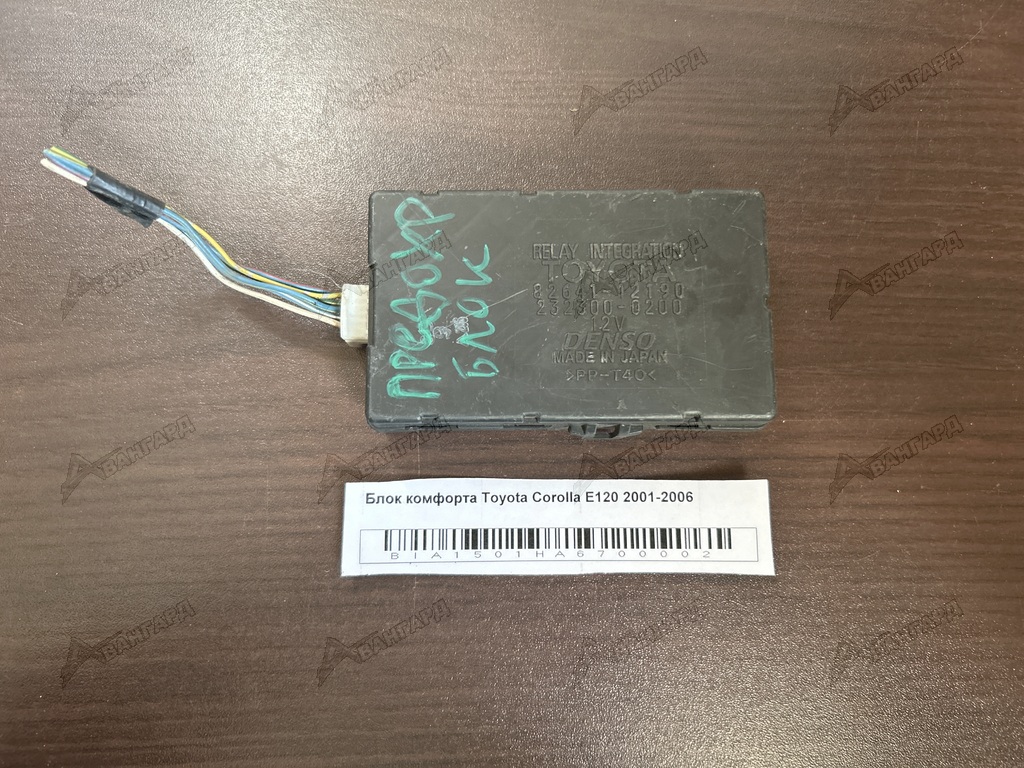 ПРЕДОХР
БЛОК
RELAY INTEGRATION
TOYOTA
82641-12190
232300-0200
12V
DENSO
MADE IN JAPAN
>PP-T40<
Блок комфорта Toyota Corolla E120 2001-2006
BIA1501HA6700002
АВАНГАРД